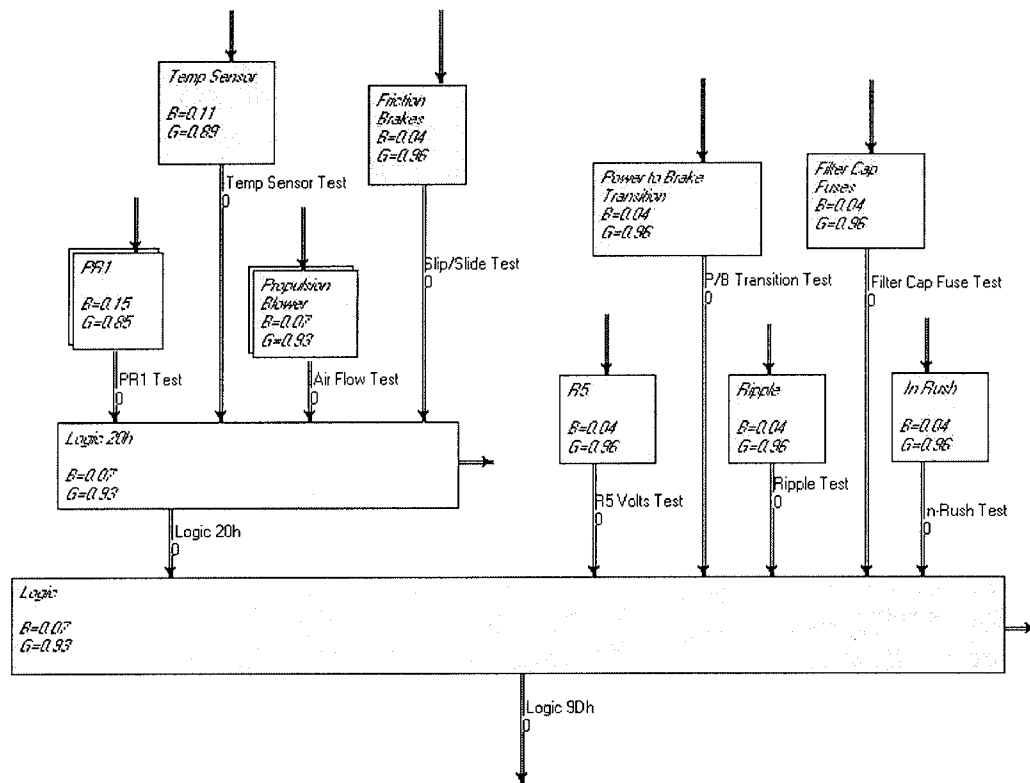 Temp Sensor
B=0.11
G=0.89
Friction
Brakes
B=0.04
G=0.96
Temp Sensor Test
0
Power to Brake
Transition
B=0.04
G=0.96
Filter Cap
Fuses
B=0.04
G=0.96
PR1
B=0.15
G=0.85
Propulsion
Blower
B=0.07
G=0.93
Slip/Slide Test
0
P/B Transition Test
0
Filter Cap Fuse Test
0
PR1 Test
0
Air Flow Test
0
R5
B=0.04
G=0.96
Ripple
B=0.04
G=0.96
In Rush
B=0.04
G=0.96
Logic 20h
B=0.07
G=0.93
R5 Volts Test
0
Ripple Test
0
n-Rush Test
0
Logic 20h
0
Logic
B=0.07
G=0.93
Logic 9Dh
0